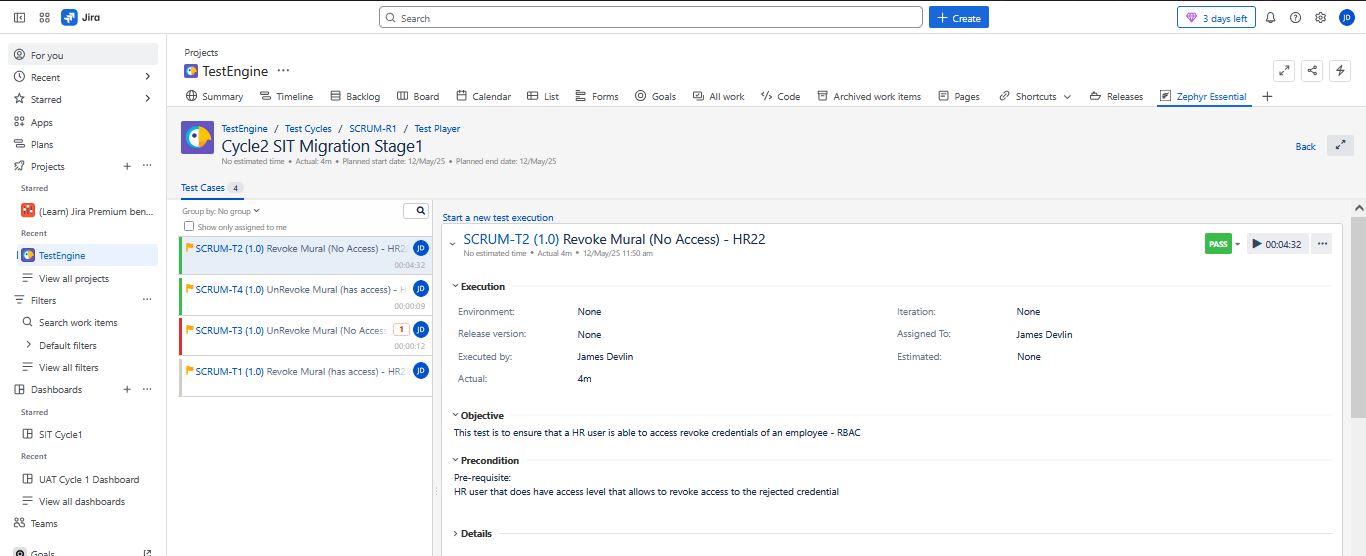 Jira
Search
+ Create
3 days left
JD
For you
Recent
Starred
Apps
Plans
Projects
Starred
(Learn) Jira Premium ben...
Recent
TestEngine
View all projects
Filters
Search work items
Default filters
View all filters
Dashboards
Starred
SIT Cycle1
Recent
UAT Cycle 1 Dashboard
View all dashboards
Teams
Goals
Projects
TestEngine ...
Summary Timeline Backlog Board Calendar List Forms Goals All work Code Archived work items Pages Shortcuts Releases Zephyr Essential
TestEngine / Test Cycles / SCRUM-R1 / Test Player
Cycle2 SIT Migration Stage1
No estimated time • Actual: 4m • Planned start date: 12/May/25 • Planned end date: 12/May/25
Back
Test Cases 4
Group by: No group
Show only assigned to me
SCRUM-T2 (1.0) Revoke Mural (No Access) - HR2 JD
00:04:32
SCRUM-T4 (1.0) UnRevoke Mural (has access) - H JD
00:00:09
SCRUM-T3 (1.0) UnRevoke Mural (No Access 1 JD
00:00:12
SCRUM-T1 (1.0) Revoke Mural (has access) - HR2 JD
Start a new test execution
SCRUM-T2 (1.0) Revoke Mural (No Access) - HR22
No estimated time • Actual 4m • 12/May/25 11:50 am
PASS
00:04:32
...
Execution
Environment: None Iteration: None
Release version: None Assigned To: James Devlin
Executed by: James Devlin Estimated: None
Actual: 4m
Objective
This test is to ensure that a HR user is able to access revoke credentials of an employee - RBAC
Precondition
Pre-requisite:
HR user that does have access level that allows to revoke access to the rejected credential
Details